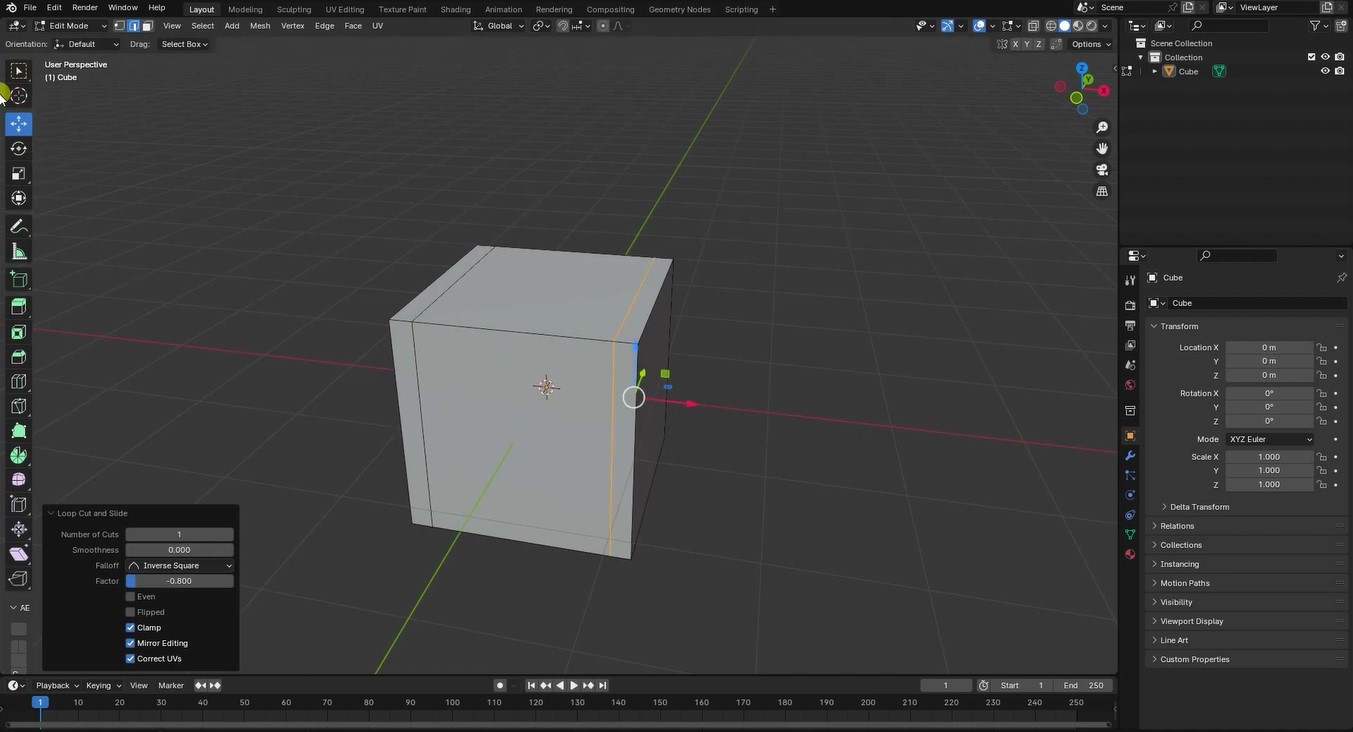 File Edit Render Window Help Layout Modeling Sculpting UV Editing Texture Paint Shading Animation Rendering Compositing Geometry Nodes Scripting + Scene ViewLayer
Edit Mode View Select Add Mesh Vertex Edge Face UV Global
Orientation: Default Drag: Select Box X Y Z Options
User Perspective
(1) Cube
Scene Collection
Collection
Cube
Z
Y
X
Cube
Cube
Transform
Location X 0 m
Y 0 m
Z 0 m
Rotation X 0°
Y 0°
Z 0°
Mode XYZ Euler
Scale X 1.000
Y 1.000
Z 1.000
Delta Transform
Relations
Collections
Instancing
Motion Paths
Visibility
Viewport Display
Line Art
Custom Properties
Loop Cut and Slide
Number of Cuts 1
Smoothness 0.000
Falloff Inverse Square
Factor -0.800
Even
Flipped
Clamp
Mirror Editing
Correct UVs
AE
Playback Keying View Marker 1 Start 1 End 250
1 10 20 30 40 50 60 70 80 90 100 110 120 130 140 150 160 170 180 190 200 210 220 230 240 250